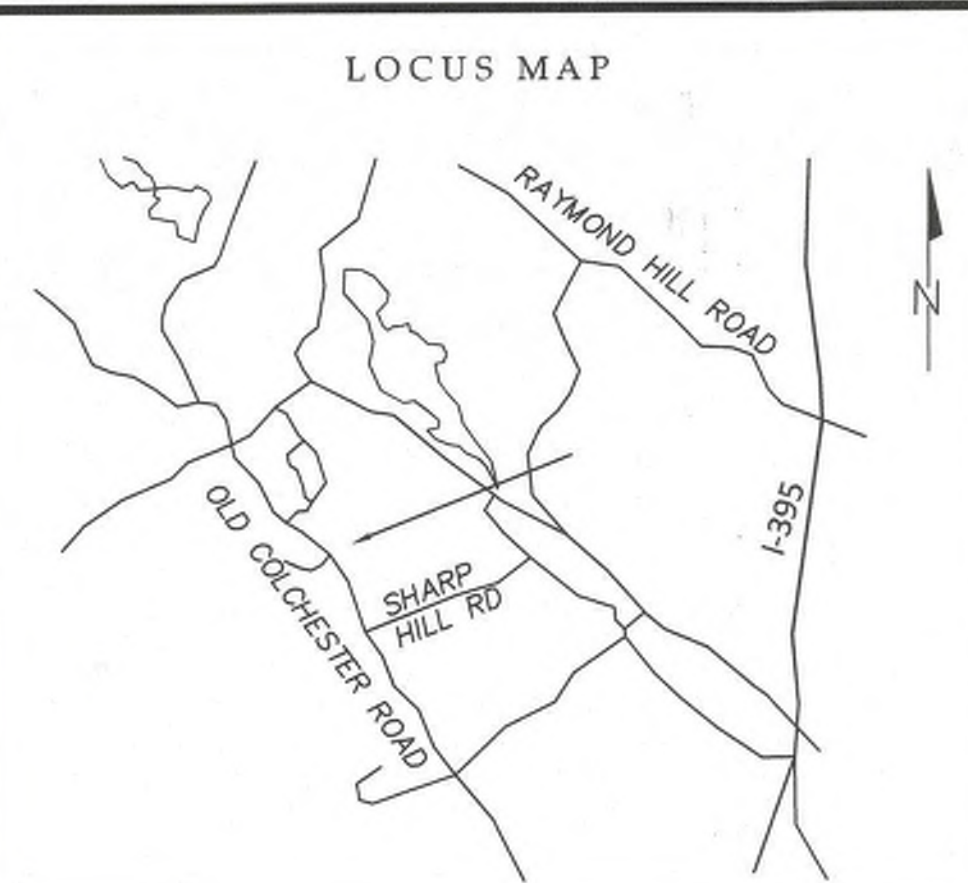 LOCUS MAP
RAYMOND HILL ROAD
N
I-395
OLD COLCHESTER ROAD
SHARP
HILL RD